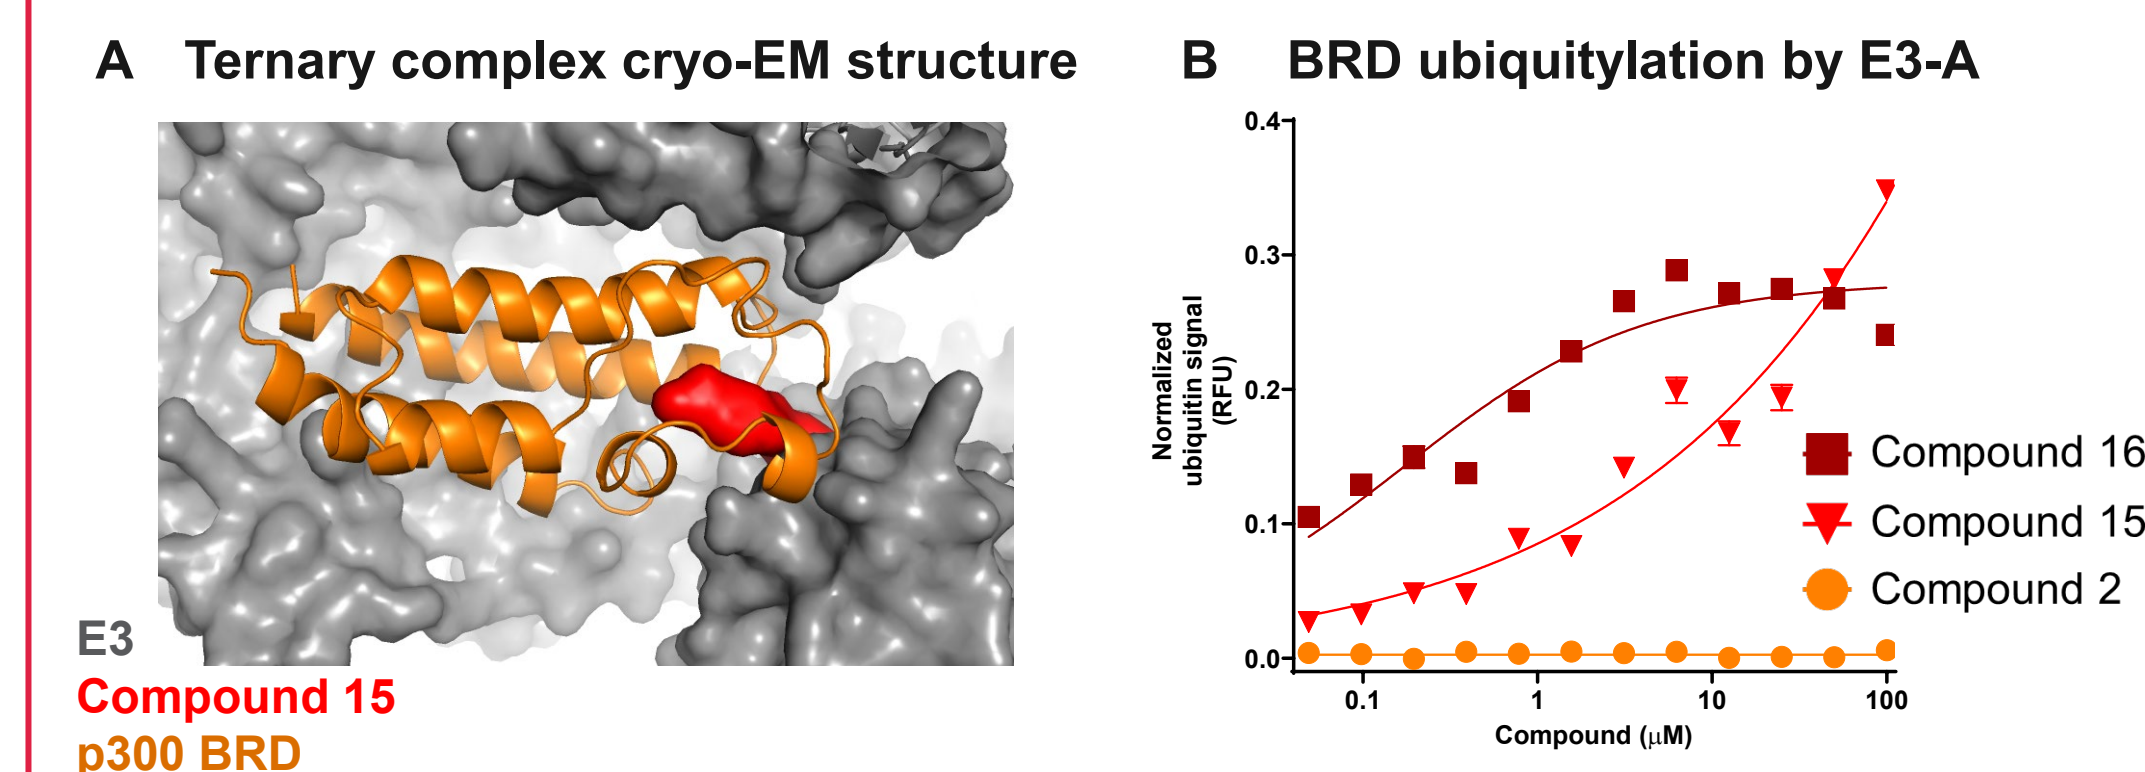 A Ternary complex cryo-EM structure
E3
Compound 15
p300 BRD
B BRD ubiquitylation by E3-A
Normalized
ubiquitin signal
(RFU)
0.4
0.3
0.2
0.1
0.0
0.1 1 10 100
Compound (μM)
Compound 16
Compound 15
Compound 2